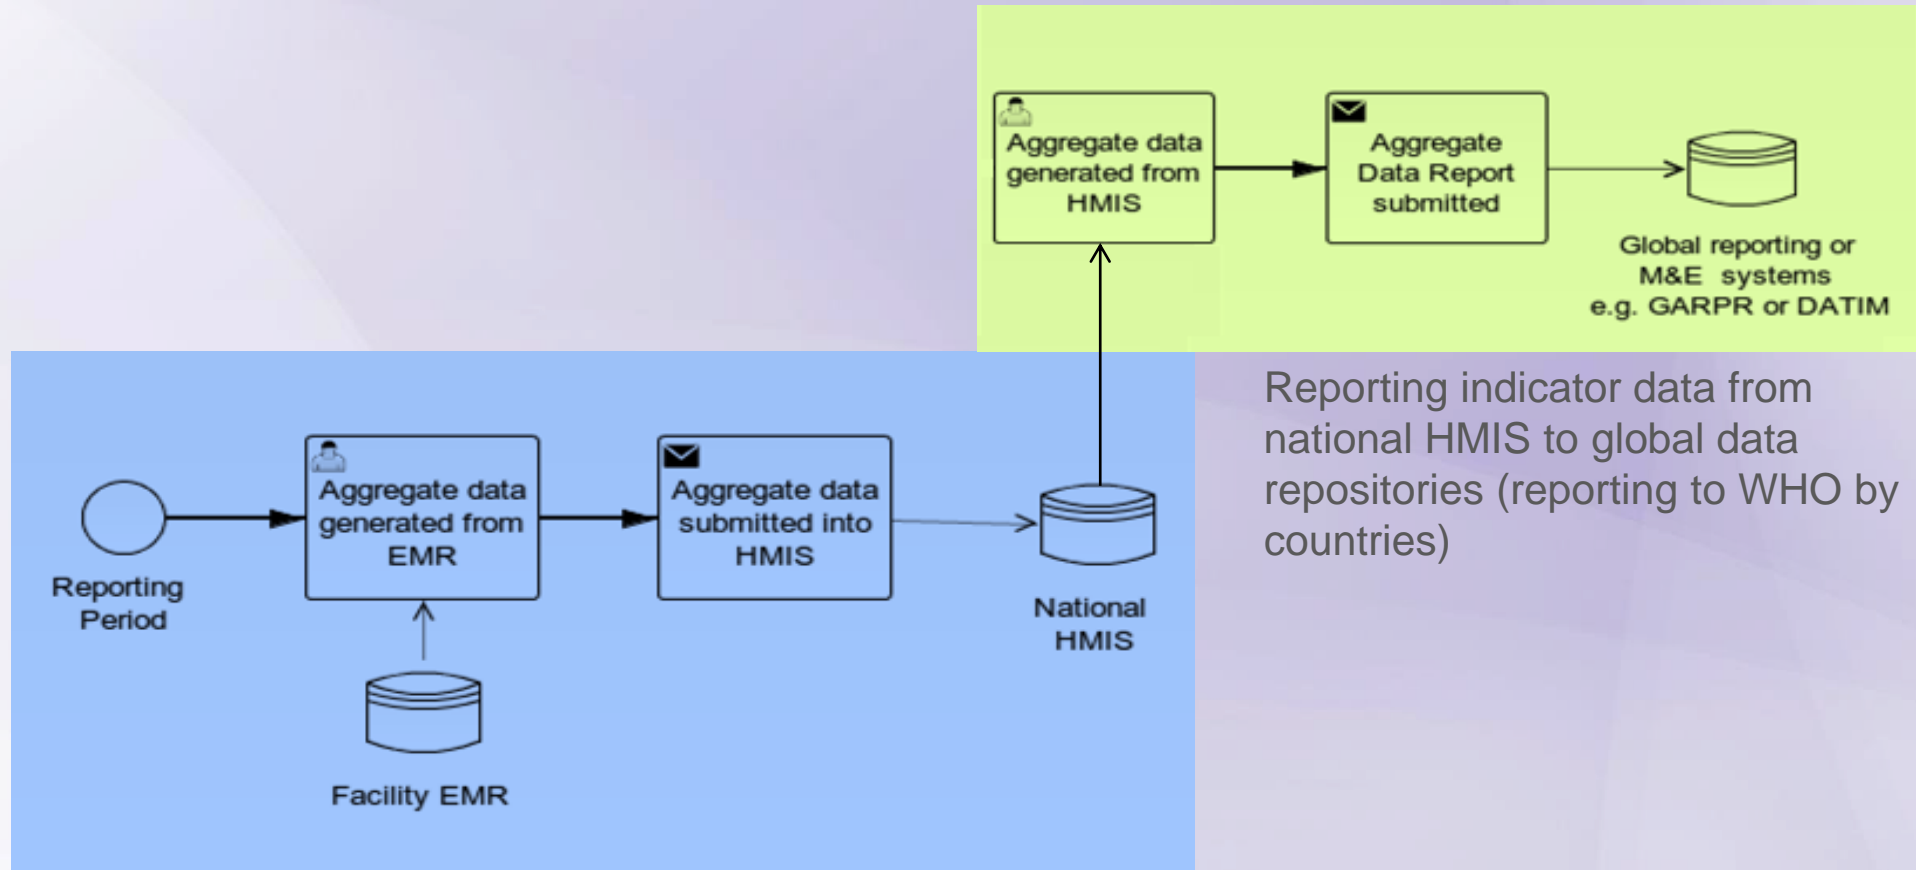 Aggregate data
generated from
HMIS
Aggregate
Data Report
submitted
Global reporting or
M&E systems
e.g. GARPR or DATIM
Reporting indicator data from
national HMIS to global data
repositories (reporting to WHO by
countries)
Reporting
Period
Aggregate data
generated from
EMR
Aggregate data
submitted into
HMIS
National
HMIS
Facility EMR